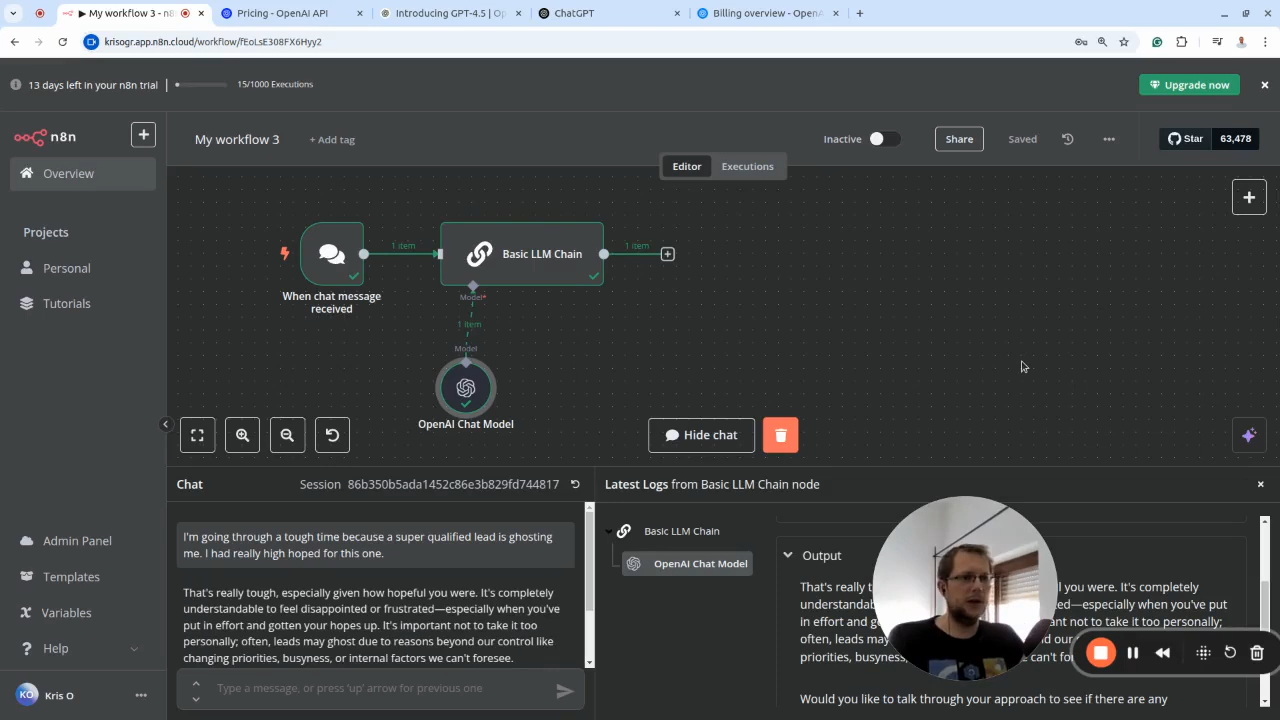 ▶ My workflow 3 - n8
Pricing - OpenAI API
Introducing GPT-4.5 | Op
ChatGPT
Billing overview - OpenA
krisogr.app.n8n.cloud/workflow/fEoLsE308FX6Hyy2
13 days left in your n8n trial
15/1000 Executions
Upgrade now
n8n
My workflow 3
+ Add tag
Inactive
Share
Saved
Star
63,478
Editor
Executions
Overview
Projects
Personal
Tutorials
Admin Panel
Templates
Variables
Help
KO
Kris O
1 item
Basic LLM Chain
1 item
When chat message
received
Model*
1 item
Model
OpenAI Chat Model
Hide chat
Chat
Session 86b350b5ada1452c86e3b829fd744817
I'm going through a tough time because a super qualified lead is ghosting
me. I had really high hoped for this one.
That's really tough, especially given how hopeful you were. It's completely
understandable to feel disappointed or frustrated—especially when you've
put in effort and gotten your hopes up. It's important not to take it too
personally; often, leads may ghost due to reasons beyond our control like
changing priorities, busyness, or internal factors we can't foresee.
Type a message, or press 'up' arrow for previous one
Latest Logs from Basic LLM Chain node
Basic LLM Chain
OpenAI Chat Model
Output
That's really t l you were. It's completely
understanda ted—especially when you've
in effort and g nt not to take it too personally;
often, leads may d our
priorities, busyness, n't for
Would you like to talk through your approach to see if there are any